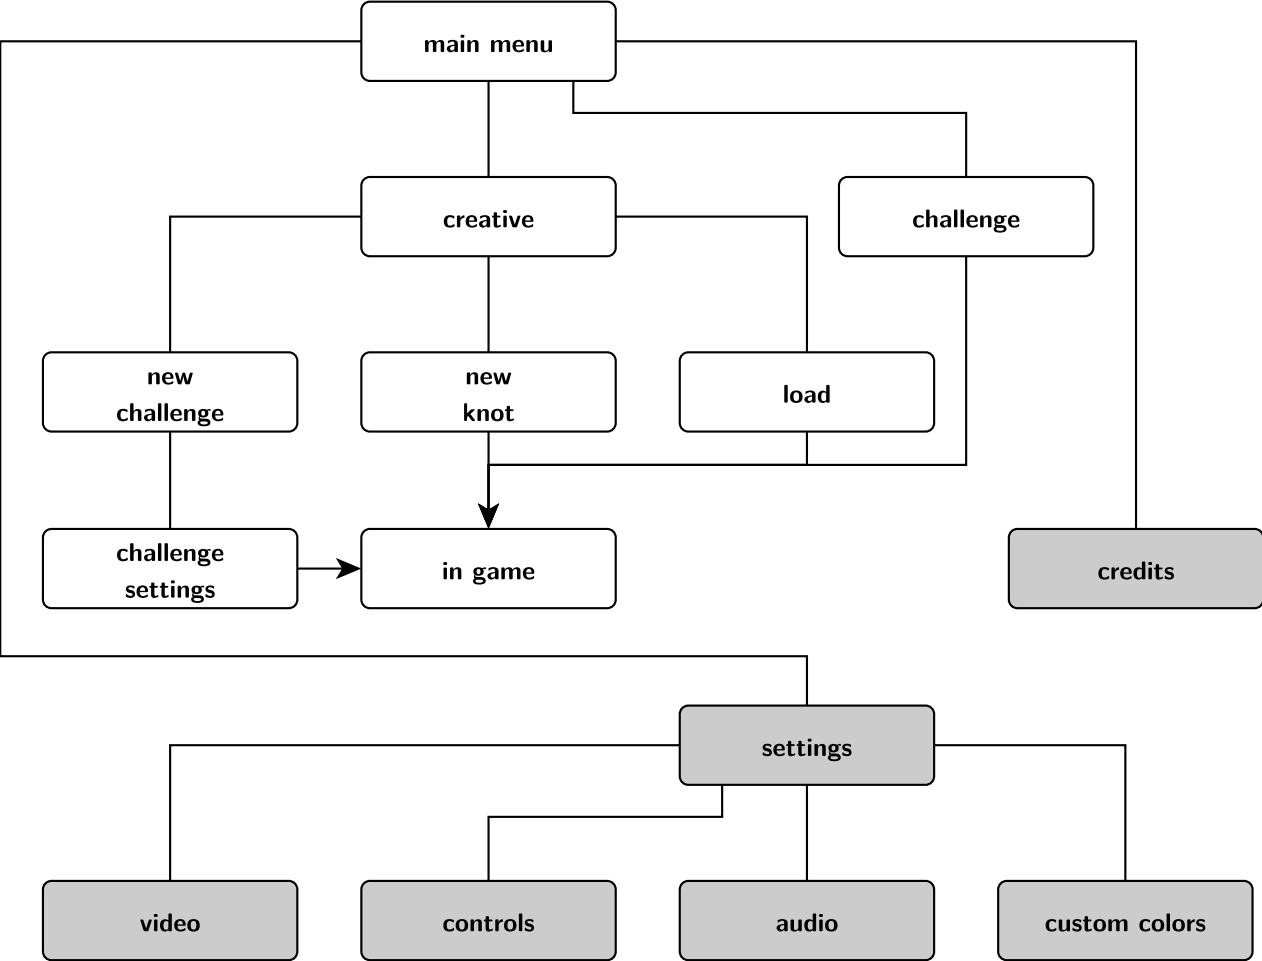 main menu
creative
challenge
new
challenge
new
knot
load
challenge
settings
in game
credits
settings
video
controls
audio
custom colors